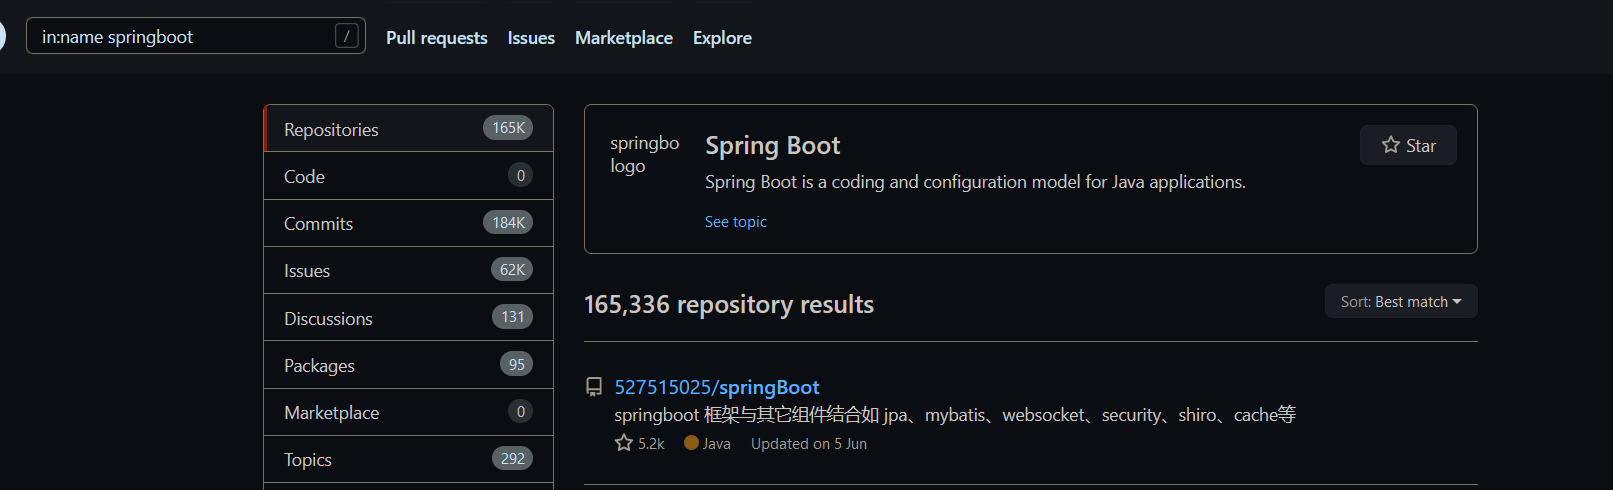 in:name springboot /
Pull requests Issues Marketplace Explore
Repositories 165K
Code 0
Commits 184K
Issues 62K
Discussions 131
Packages 95
Marketplace 0
Topics 292
springbo
logo
Spring Boot
Star
Spring Boot is a coding and configuration model for Java applications.
See topic
165,336 repository results
Sort: Best match
527515025/springBoot
springboot 框架与其它组件结合如 jpa、mybatis、websocket、security、shiro、cache等
5.2k Java Updated on 5 Jun